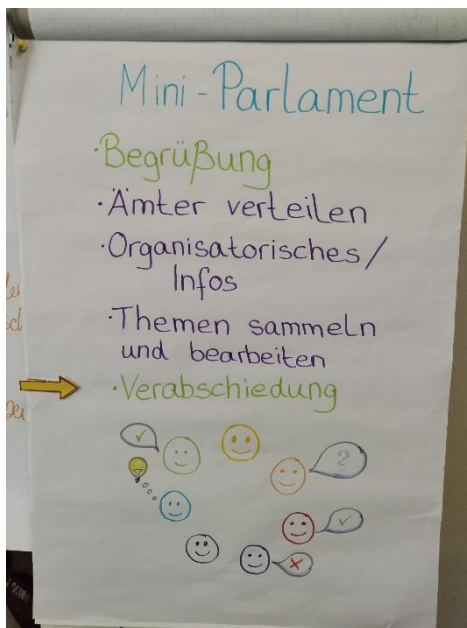 Mini-Parlament
·Begrüßung
·Ämter verteilen
·Organisatorisches/
Infos
·Themen sammeln
und bearbeiten
·Verabschiedung
?